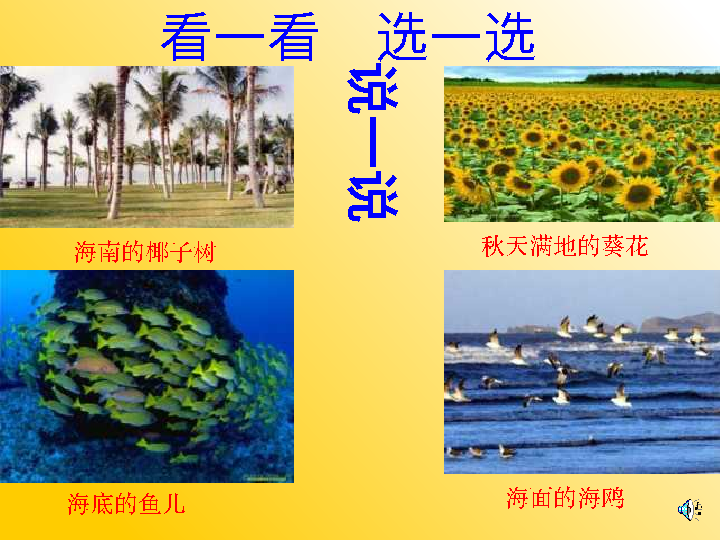 看一看 选一选
说一说
海南的椰子树
秋天满地的葵花
海底的鱼儿
海面的海鸥